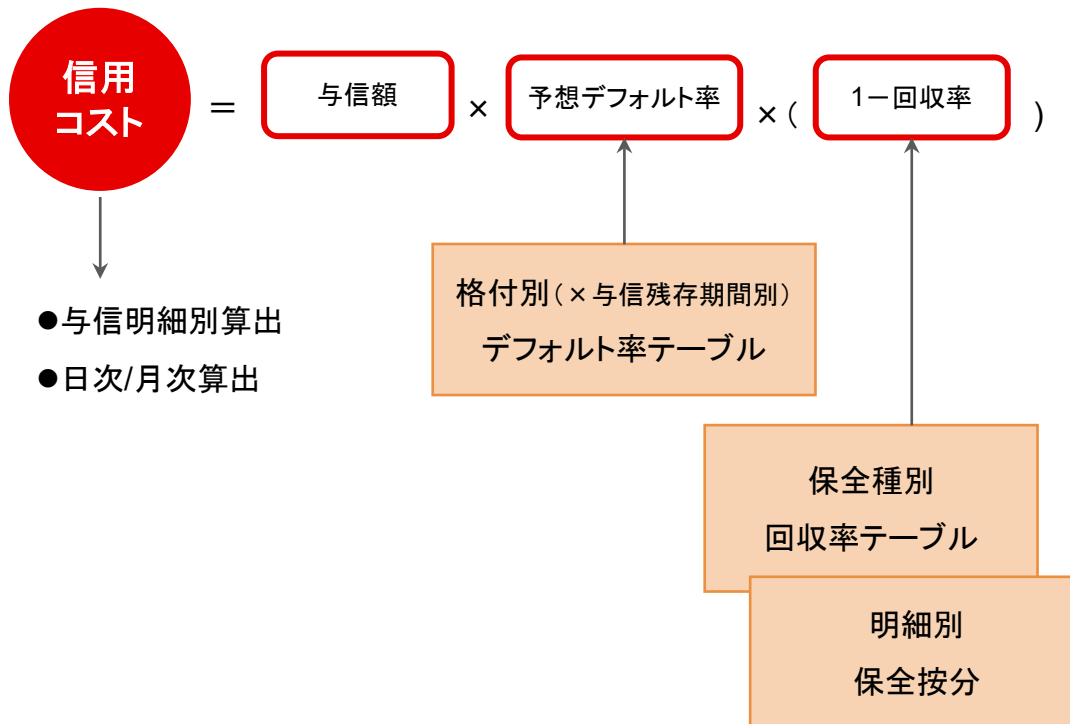 信用
コスト
＝ 与信額 × 予想デフォルト率 ×（ 1－回収率 ）
●与信明細別算出
●日次/月次算出
格付別（×与信残存期間別）
デフォルト率テーブル
保全種別
回収率テーブル
明細別
保全按分